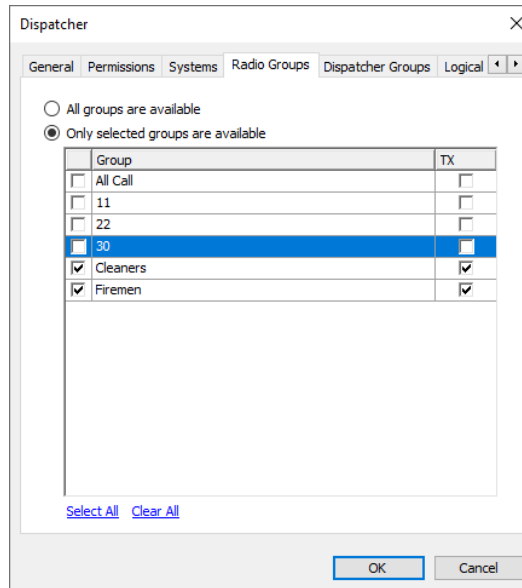 Dispatcher
General Permissions Systems Radio Groups Dispatcher Groups Logical
All groups are available
Only selected groups are available
Group TX
All Call
11
22
30
Cleaners
Firemen
Select All Clear All
OK Cancel